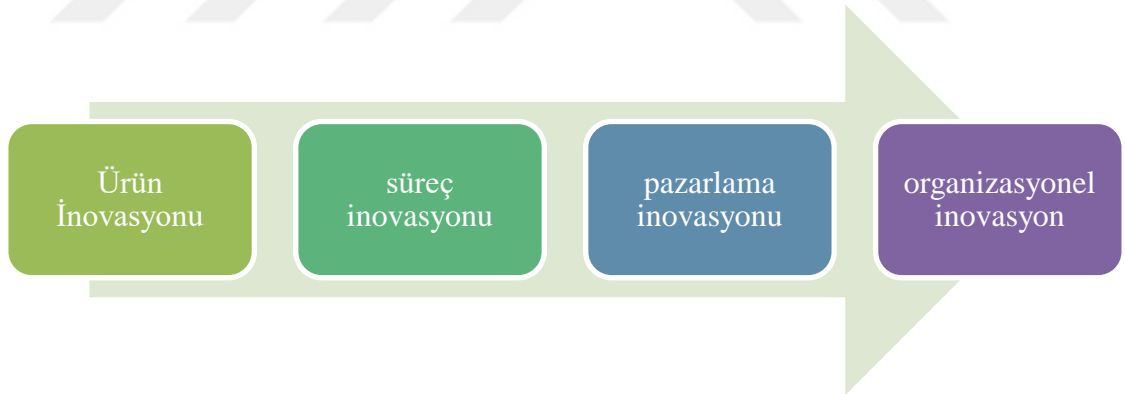 Ürün
İnovasyonu
süreç
inovasyonu
pazarlama
inovasyonu
organizasyonel
inovasyon